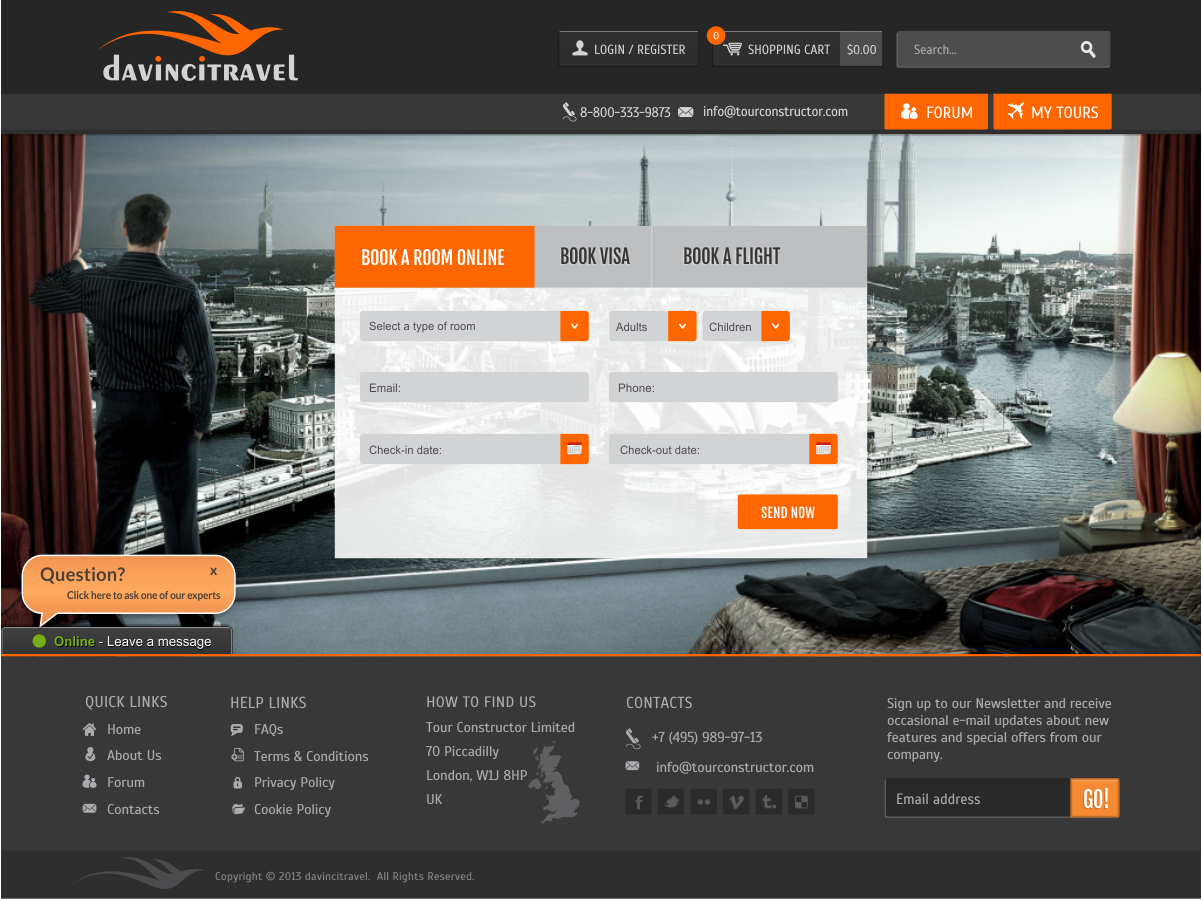 davincitravel
LOGIN / REGISTER
0
SHOPPING CART
$0.00
Search...
8-800-333-9873
info@tourconstructor.com
FORUM
MY TOURS
BOOK A ROOM ONLINE
BOOK VISA
BOOK A FLIGHT
Select a type of room
Adults
Children
Email:
Phone:
Check-in date:
Check-out date:
SEND NOW
Question?
x
Click here to ask one of our experts
Online - Leave a message
QUICK LINKS
Home
About Us
Forum
Contacts
HELP LINKS
FAQs
Terms & Conditions
Privacy Policy
Cookie Policy
HOW TO FIND US
Tour Constructor Limited
70 Piccadilly
London, W1J 8HP
UK
CONTACTS
+7 (495) 989-97-13
info@tourconstructor.com
Sign up to our Newsletter and receive
occasional e-mail updates about new
features and special offers from our
company.
Email address
GO!
Copyright © 2013 davincitravel. All Rights Reserved.